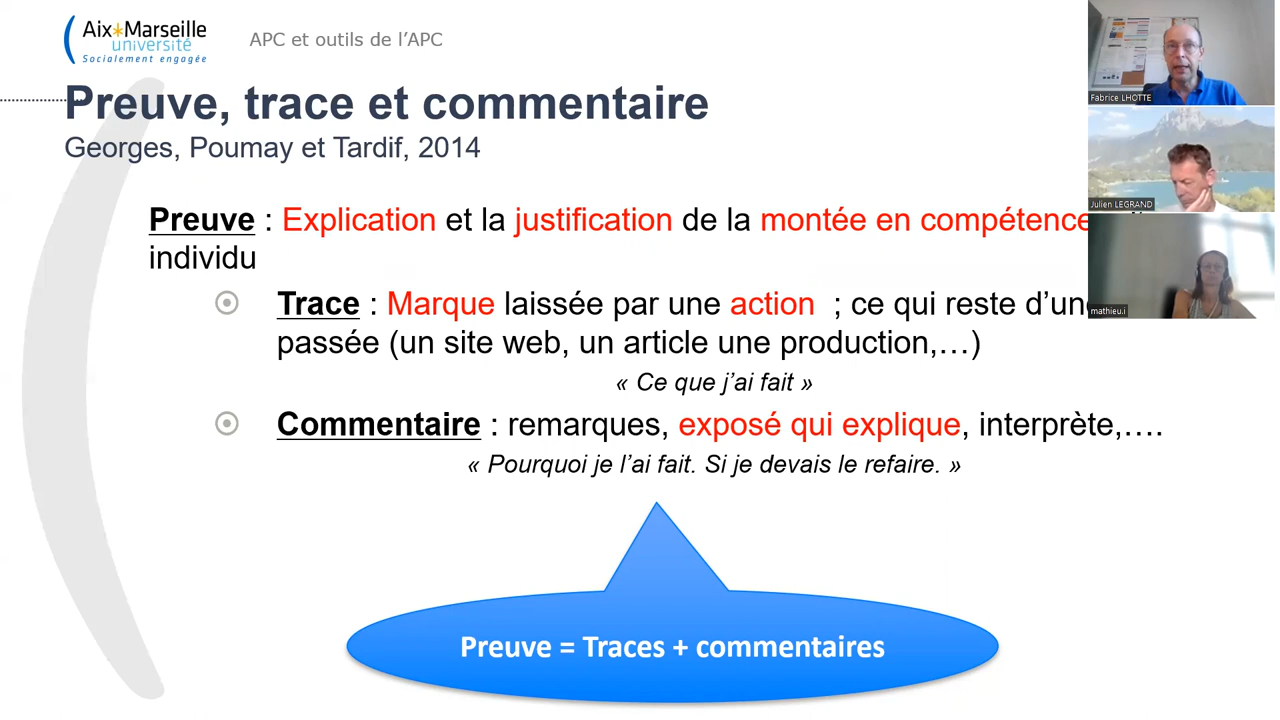 Aix*Marseille
université
Socialement engagée
APC et outils de l'APC
Preuve, trace et commentaire
Georges, Poumay et Tardif, 2014
Preuve : Explication et la justification de la montée en compétence
individu
Trace : Marque laissée par une action ; ce qui reste d'une
passée (un site web, un article une production,…)
« Ce que j'ai fait »
Commentaire : remarques, exposé qui explique, interprète,….
« Pourquoi je l'ai fait. Si je devais le refaire. »
Preuve = Traces + commentaires
Fabrice LHOTTE
Julien LEGRAND
mathieu.i